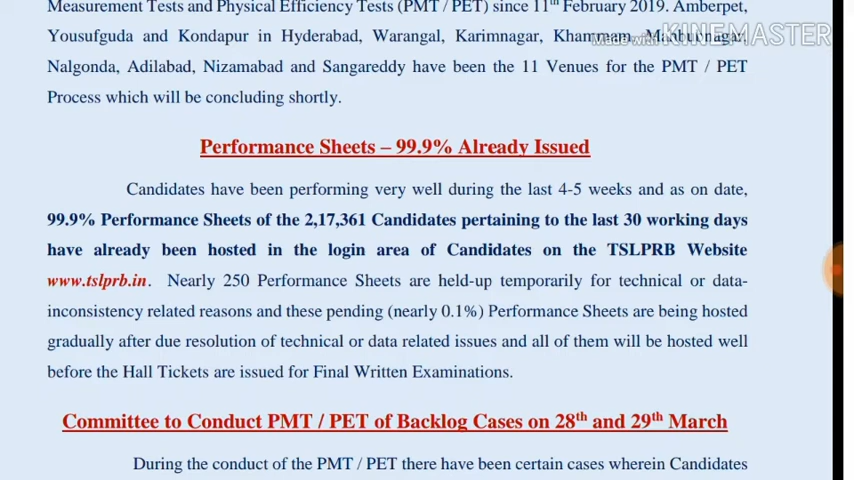 Measurement Tests and Physical Efficiency Tests (PMT / PET) since 11th February 2019. Amberpet,
Yousufguda and Kondapur in Hyderabad, Warangal, Karimnagar, Khammam, Mahbubnagar,
Made with KINEMASTER
Nalgonda, Adilabad, Nizamabad and Sangareddy have been the 11 Venues for the PMT / PET
Process which will be concluding shortly.
Performance Sheets – 99.9% Already Issued
Candidates have been performing very well during the last 4-5 weeks and as on date,
99.9% Performance Sheets of the 2,17,361 Candidates pertaining to the last 30 working days
have already been hosted in the login area of Candidates on the TSLPRB Website
www.tslprb.in. Nearly 250 Performance Sheets are held-up temporarily for technical or data-
inconsistency related reasons and these pending (nearly 0.1%) Performance Sheets are being hosted
gradually after due resolution of technical or data related issues and all of them will be hosted well
before the Hall Tickets are issued for Final Written Examinations.
Committee to Conduct PMT / PET of Backlog Cases on 28th and 29th March
During the conduct of the PMT / PET there have been certain cases wherein Candidates